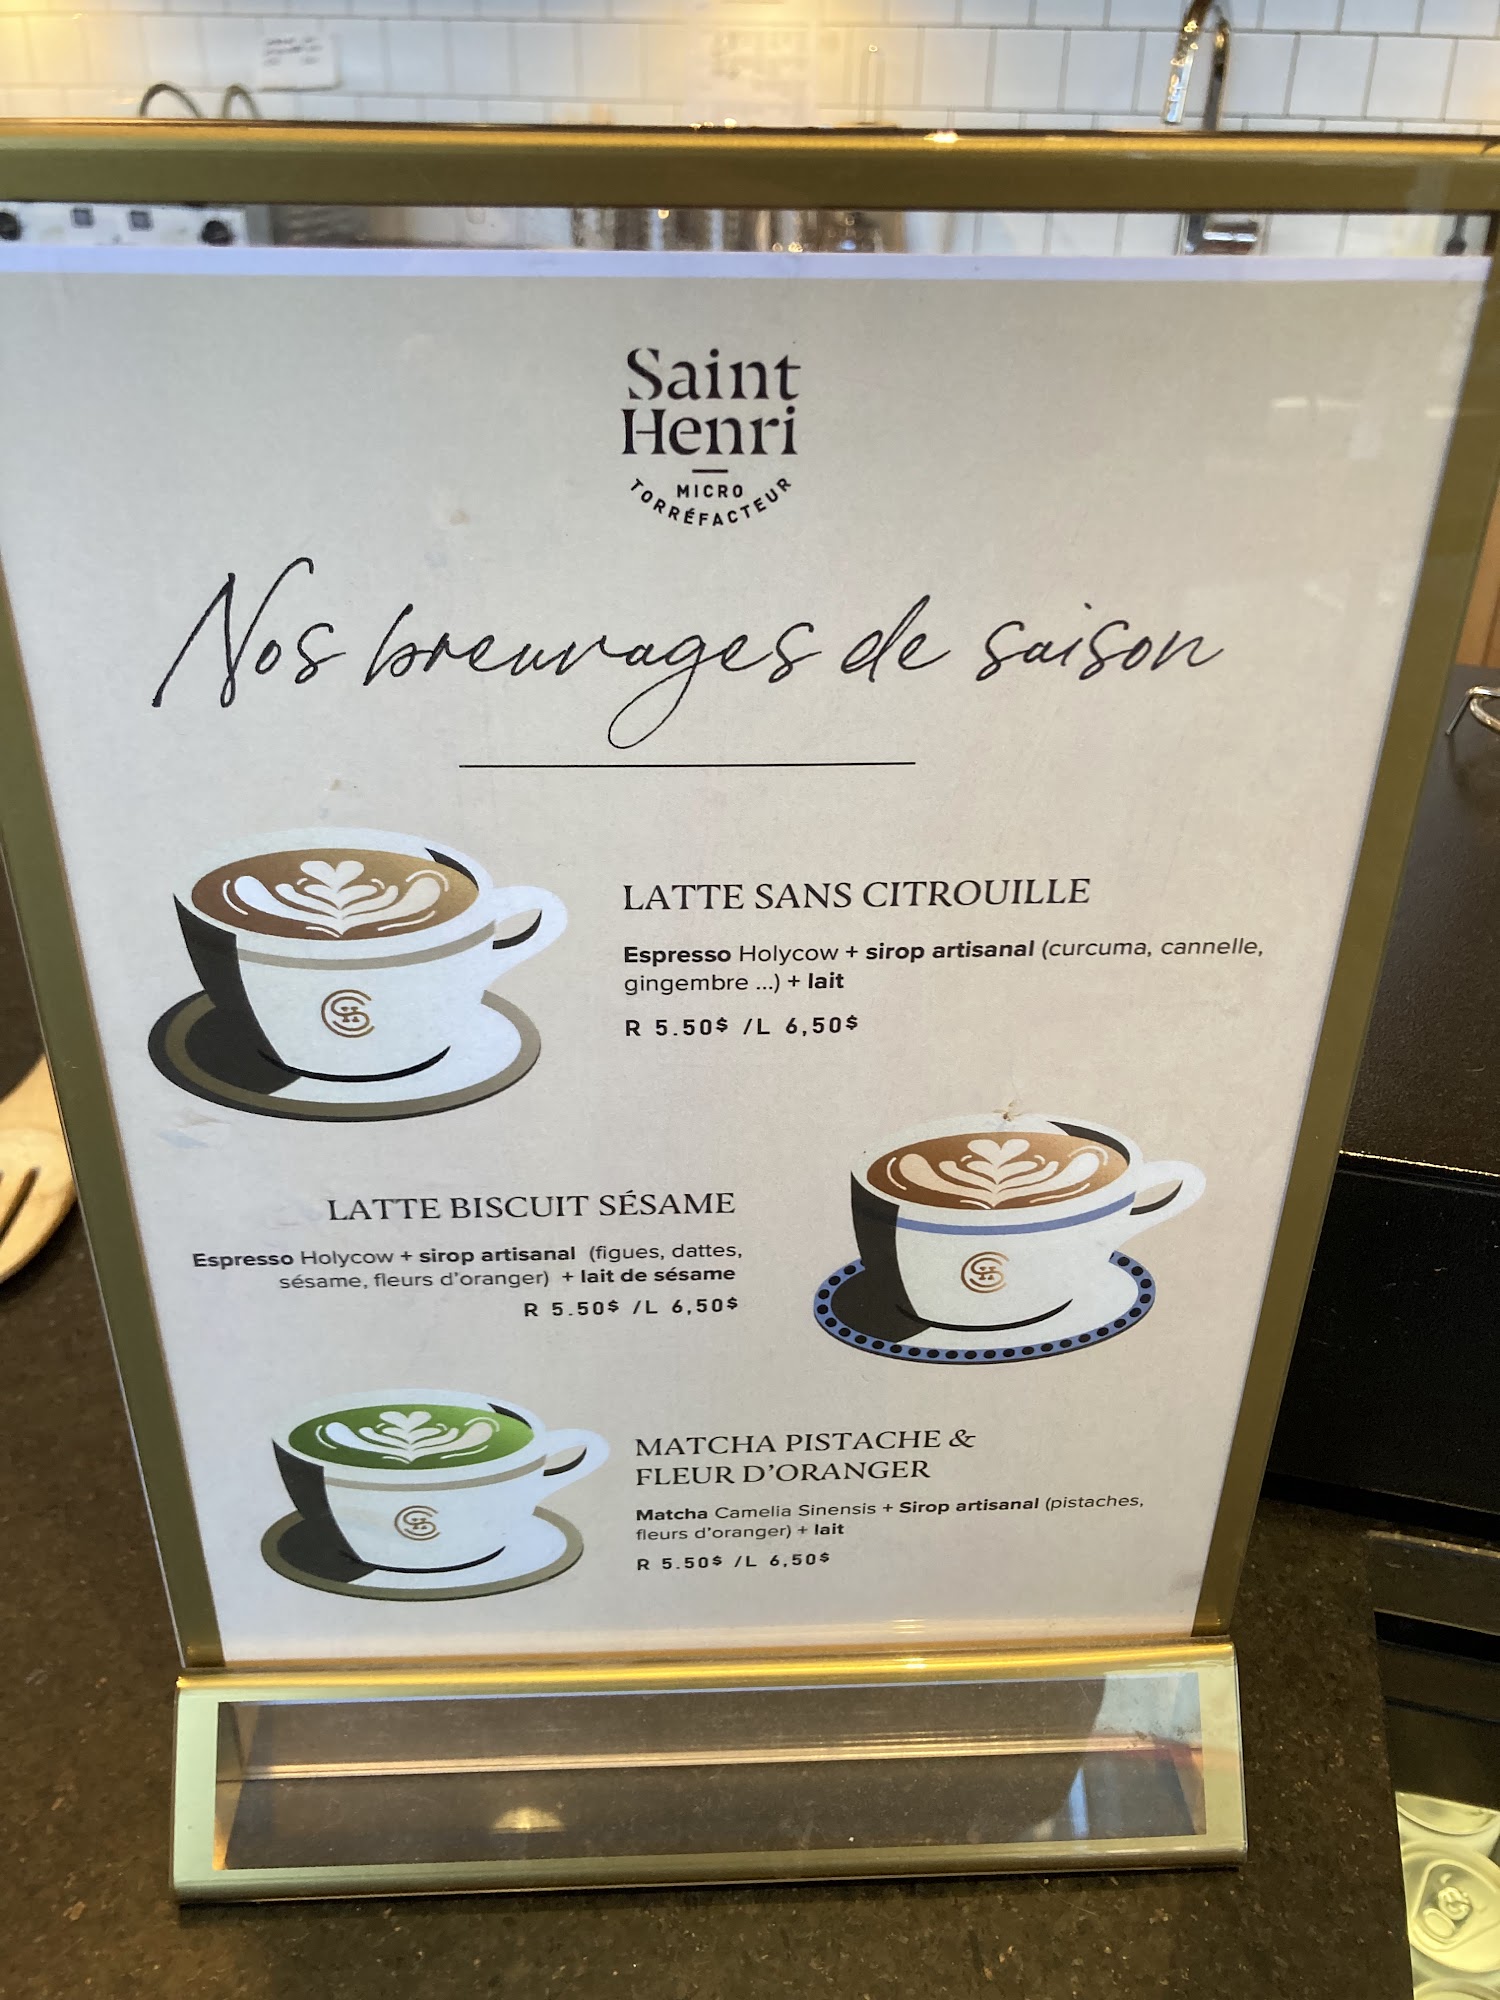 Saint
Henri
MICRO
TORRÉFACTEUR
Nos breuvages de saison
LATTE SANS CITROUILLE
Espresso Holycow + sirop artisanal (curcuma, cannelle,
gingembre ...) + lait
R 5.50$ /L 6,50$
LATTE BISCUIT SÉSAME
Espresso Holycow + sirop artisanal (figues, dattes,
sésame, fleurs d'oranger) + lait de sésame
R 5.50$ /L 6,50$
MATCHA PISTACHE &
FLEUR D'ORANGER
Matcha Camelia Sinensis + Sirop artisanal (pistaches,
fleurs d'oranger) + lait
R 5.50$ /L 6,50$